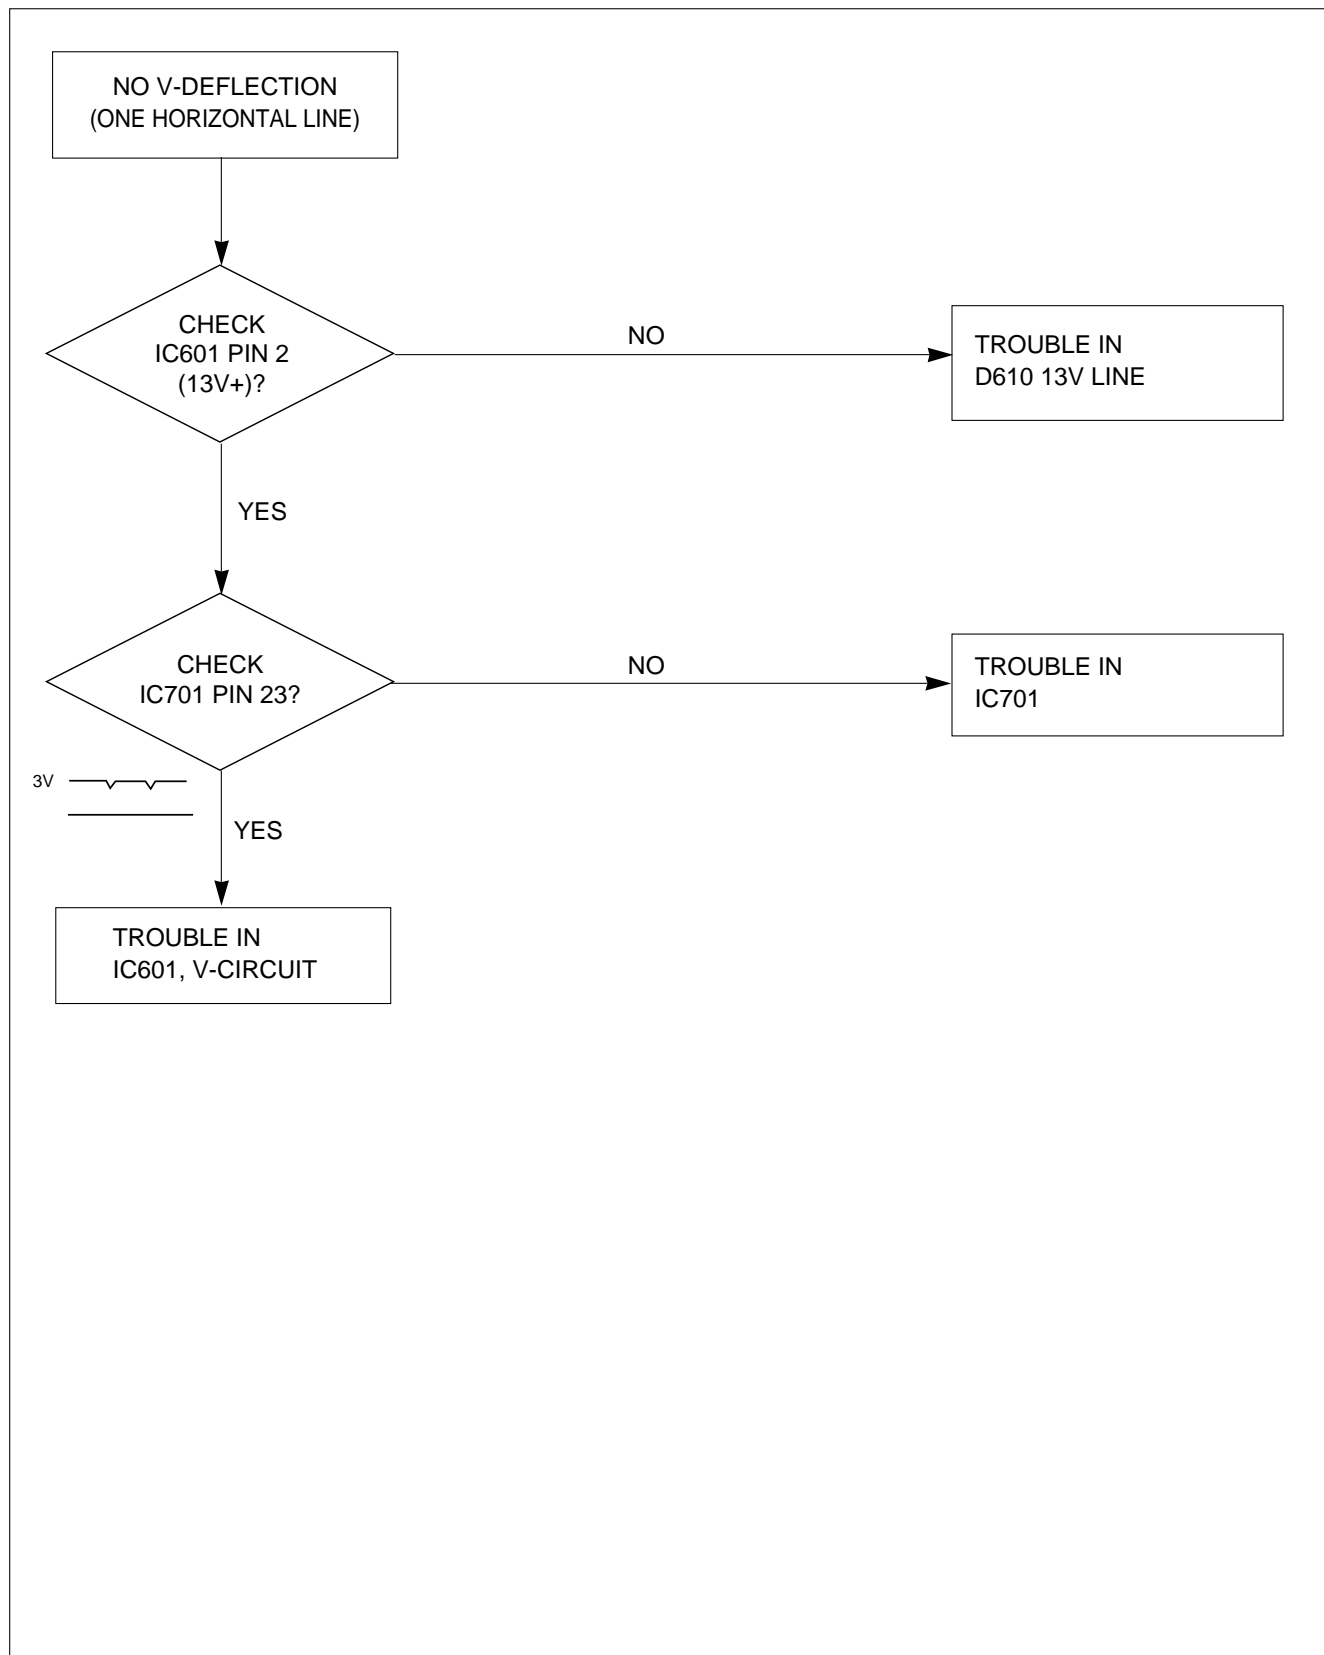 NO V-DEFLECTION
(ONE HORIZONTAL LINE)
CHECK
IC601 PIN 2
(13V+)?
NO
TROUBLE IN
D610 13V LINE
YES
CHECK
IC701 PIN 23?
NO
TROUBLE IN
IC701
3V
YES
TROUBLE IN
IC601, V-CIRCUIT